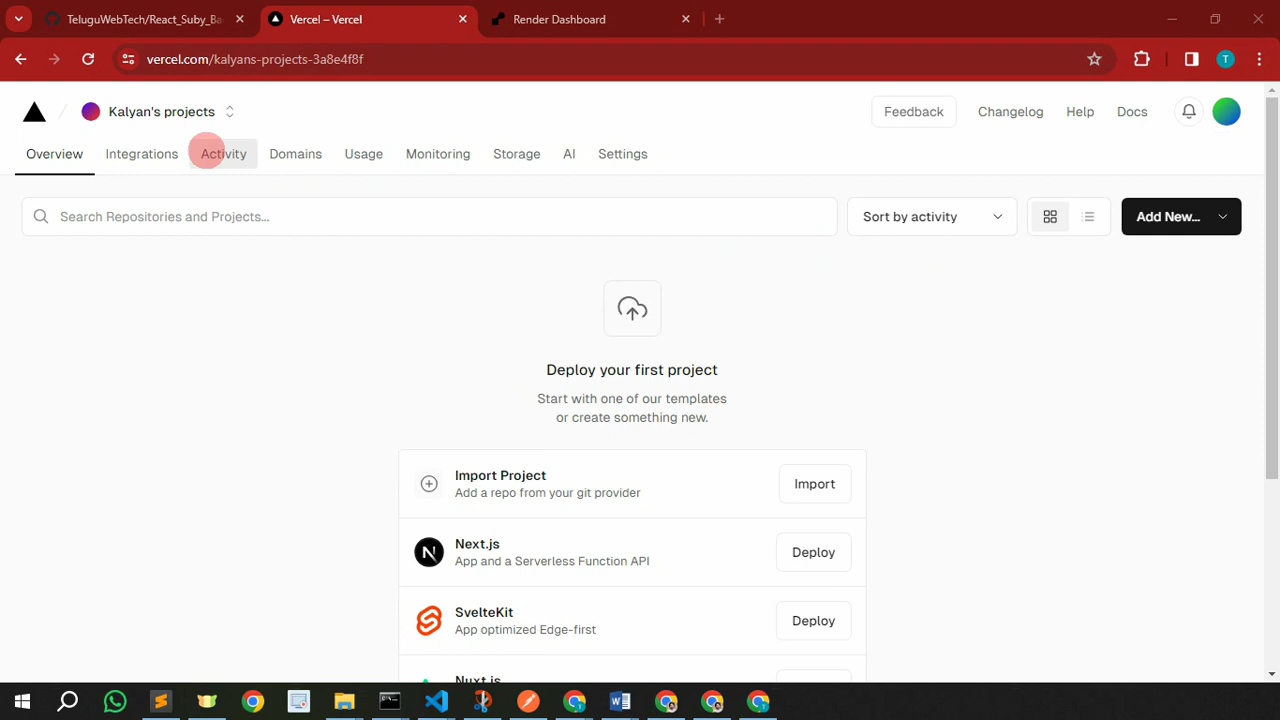 TeluguWebTech/React_Suby_Ba
Vercel – Vercel
Render Dashboard
vercel.com/kalyans-projects-3a8e4f8f
T
Kalyan's projects
Feedback
Changelog
Help
Docs
Overview
Integrations
Activity
Domains
Usage
Monitoring
Storage
AI
Settings
Search Repositories and Projects...
Sort by activity
Add New...
Deploy your first project
Start with one of our templates
or create something new.
Import Project
Add a repo from your git provider
Import
N
Next.js
App and a Serverless Function API
Deploy
SvelteKit
App optimized Edge-first
Deploy
Nuxt.js